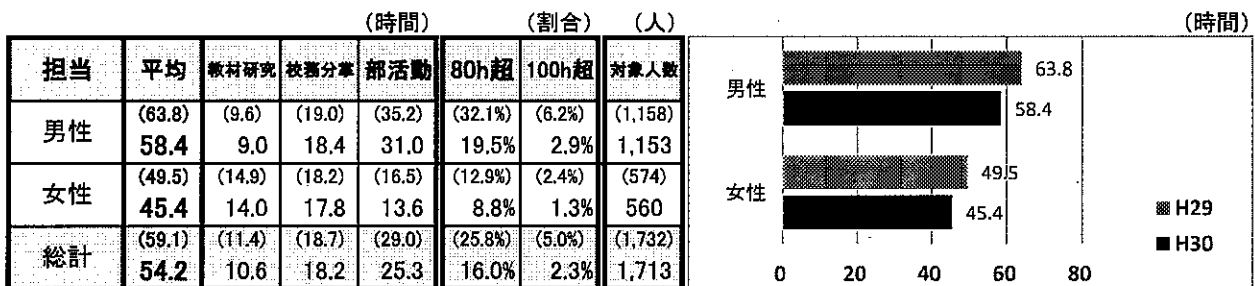 (時間) (割合) (人) (時間)
担当 平均 教材研究 校務分掌 部活動 80h超 100h超 対象人数
男性 (63.8) (9.6) (19.0) (35.2) (32.1%) (6.2%) (1,158)
58.4 9.0 18.4 31.0 19.5% 2.9% 1,153
女性 (49.5) (14.9) (18.2) (16.5) (12.9%) (2.4%) (574)
45.4 14.0 17.8 13.6 8.8% 1.3% 560
総計 (59.1) (11.4) (18.7) (29.0) (25.8%) (5.0%) (1,732)
54.2 10.6 18.2 25.3 16.0% 2.3% 1,713
男性 63.8
58.4
女性 49.5
45.4
H29
H30
0 20 40 60 80